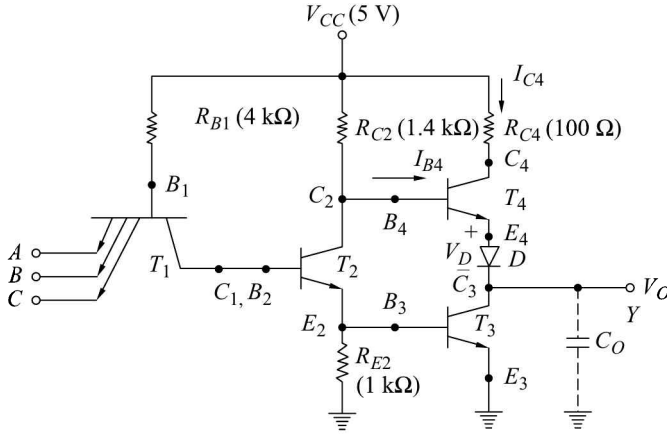 V_CC (5 V)
I_C4
R_B1 (4 kΩ)
R_C2 (1.4 kΩ)
R_C4 (100 Ω)
I_B4
C_4
B_1
C_2
T_4
B_4
+
E_4
A
V_D
D
B
T_1
T_2
–
C
C_1, B_2
C_3
V_O
B_3
Y
E_2
T_3
C_O
R_E2
(1 kΩ)
E_3